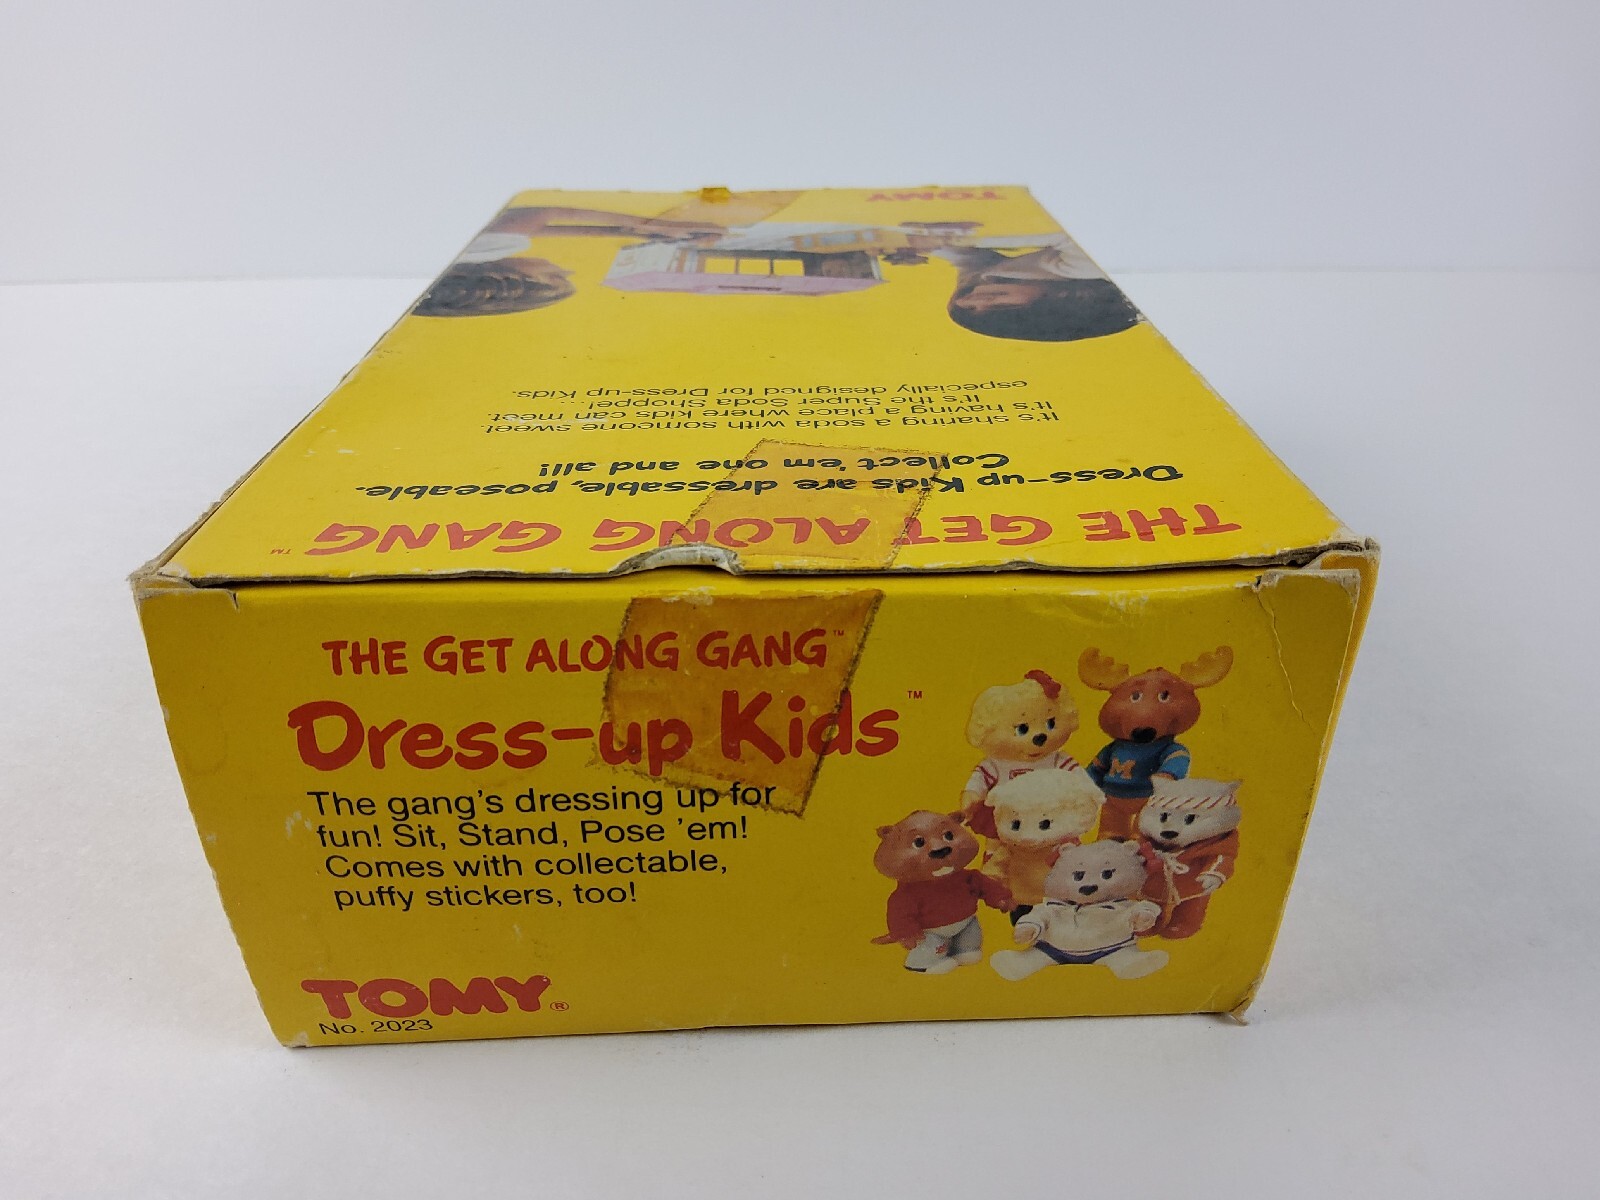 TOMY
It's sharing a soda with someone sweet.
It's having a place where kids can meet.
It's the Super Soda Shoppe!...
especially designed for Dress-up Kids.
Dress-up Kids are dressable, poseable.
Collect 'em one and all!
THE GET ALONG GANG™
THE GET ALONG GANG™
Dress-up Kids™
The gang's dressing up for
fun! Sit, Stand, Pose 'em!
Comes with collectable,
puffy stickers, too!
M
TOMY®
No. 2023